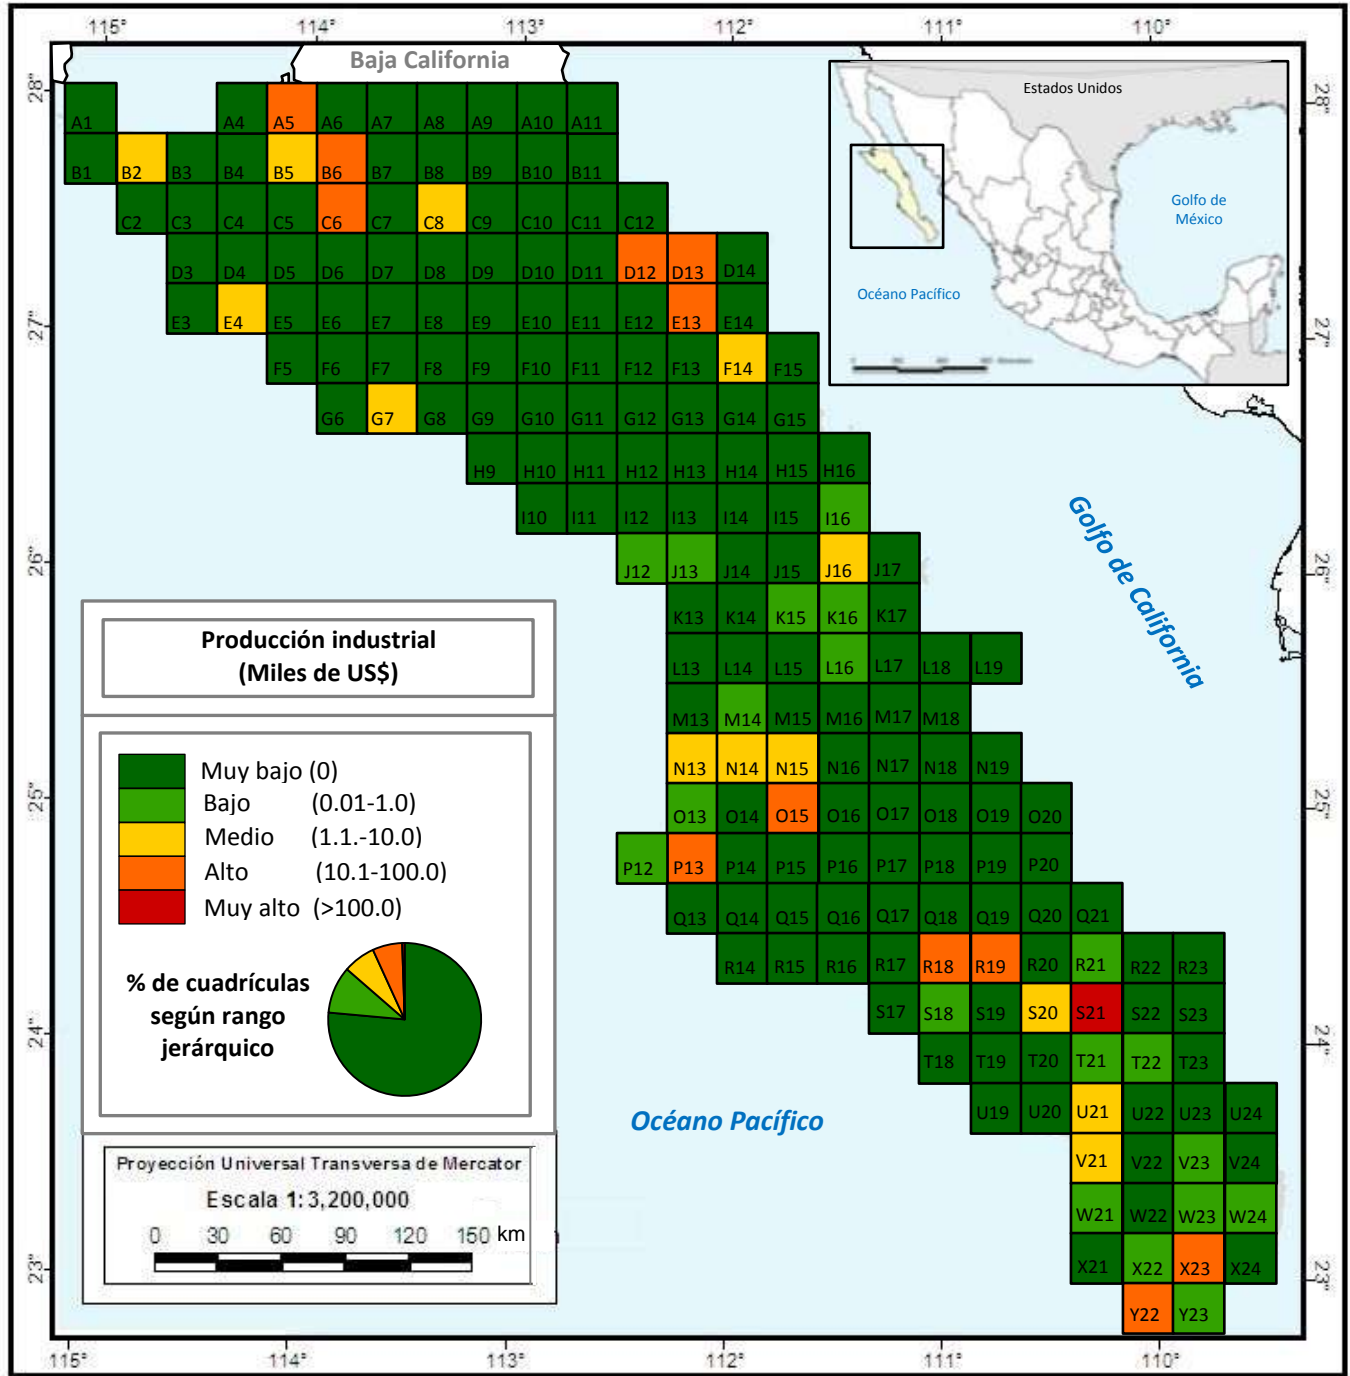 115° 114° 113° 112° 111° 110°
Baja California
28°
28°
Estados Unidos
Golfo de
México
Océano Pacífico
A1 A4 A5 A6 A7 A8 A9 A10 A11
B1 B2 B3 B4 B5 B6 B7 B8 B9 B10 B11
C2 C3 C4 C5 C6 C7 C8 C9 C10 C11 C12
D3 D4 D5 D6 D7 D8 D9 D10 D11 D12 D13 D14
E3 E4 E5 E6 E7 E8 E9 E10 E11 E12 E13 E14
27°
27°
F5 F6 F7 F8 F9 F10 F11 F12 F13 F14 F15
G6 G7 G8 G9 G10 G11 G12 G13 G14 G15
H9 H10 H11 H12 H13 H14 H15 H16
I10 I11 I12 I13 I14 I15 I16
Golfo de California
26°
26°
J12 J13 J14 J15 J16 J17
K13 K14 K15 K16 K17
L13 L14 L15 L16 L17 L18 L19
M13 M14 M15 M16 M17 M18
N13 N14 N15 N16 N17 N18 N19
25°
25°
O13 O14 O15 O16 O17 O18 O19 O20
P12 P13 P14 P15 P16 P17 P18 P19 P20
Q13 Q14 Q15 Q16 Q17 Q18 Q19 Q20 Q21
R14 R15 R16 R17 R18 R19 R20 R21 R22 R23
S17 S18 S19 S20 S21 S22 S23
24°
24°
T18 T19 T20 T21 T22 T23
U19 U20 U21 U22 U23 U24
V21 V22 V23 V24
W21 W22 W23 W24
X21 X22 X23 X24
23°
23°
Y22 Y23
Océano Pacífico
Producción industrial
(Miles de US$)
Muy bajo (0)
Bajo (0.01-1.0)
Medio (1.1.-10.0)
Alto (10.1-100.0)
Muy alto (>100.0)
% de cuadrículas
según rango
jerárquico
Proyección Universal Transversa de Mercator
Escala 1:3,200,000
0 30 60 90 120 150 km
115° 114° 113° 112° 111° 110°